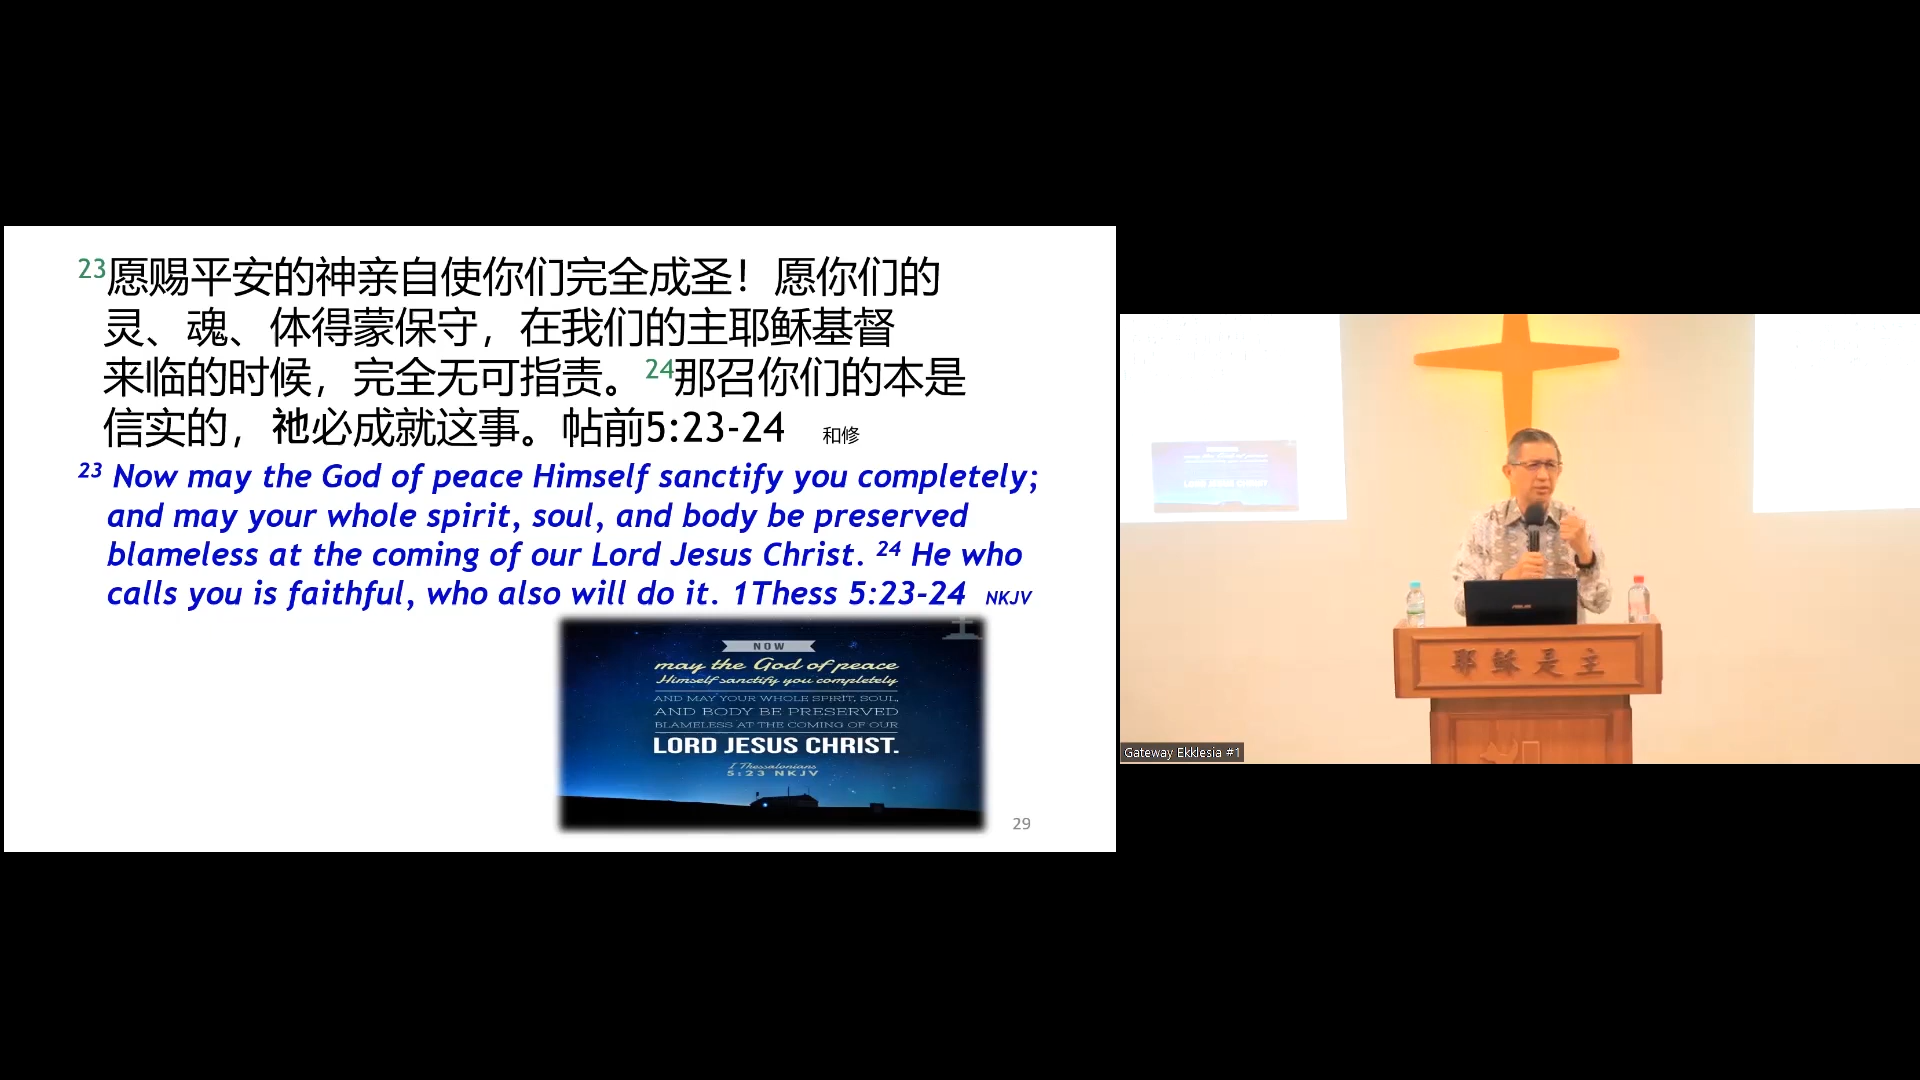 23愿赐平安的神亲自使你们完全成圣！愿你们的
灵、魂、体得蒙保守，在我们的主耶稣基督
来临的时候，完全无可指责。24那召你们的本是
信实的，祂必成就这事。帖前5:23-24 和修
23 Now may the God of peace Himself sanctify you completely;
and may your whole spirit, soul, and body be preserved
blameless at the coming of our Lord Jesus Christ. 24 He who
calls you is faithful, who also will do it. 1Thess 5:23-24 NKJV
NOW
may the God of peace
Himself sanctify you completely
AND MAY YOUR WHOLE SPIRIT, SOUL,
AND BODY BE PRESERVED
BLAMELESS AT THE COMING OF OUR
LORD JESUS CHRIST.
1 Thessalonians
5:23 NKJV
29
LORD JESUS CHRIST
ASUS
耶稣是主
Gateway Ekklesia #1